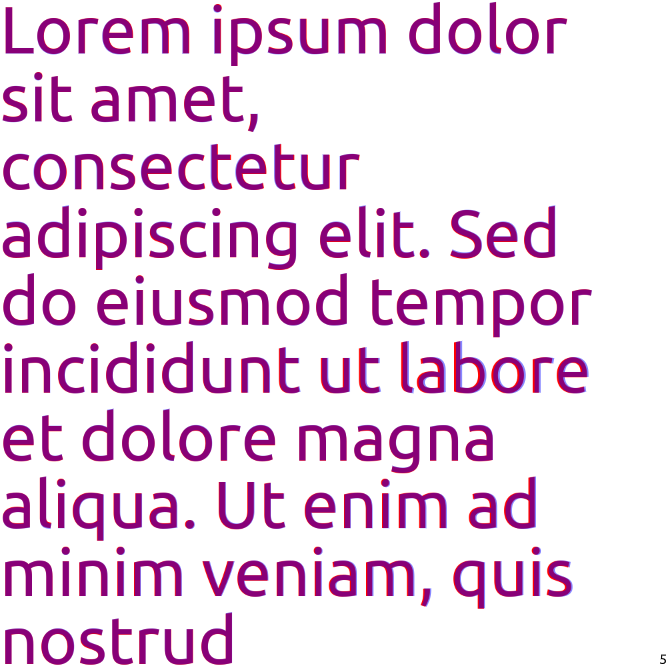 Lorem ipsum dolor
sit amet,
consectetur
adipiscing elit. Sed
do eiusmod tempor
incididunt ut labore
et dolore magna
aliqua. Ut enim ad
minim veniam, quis
nostrud
5